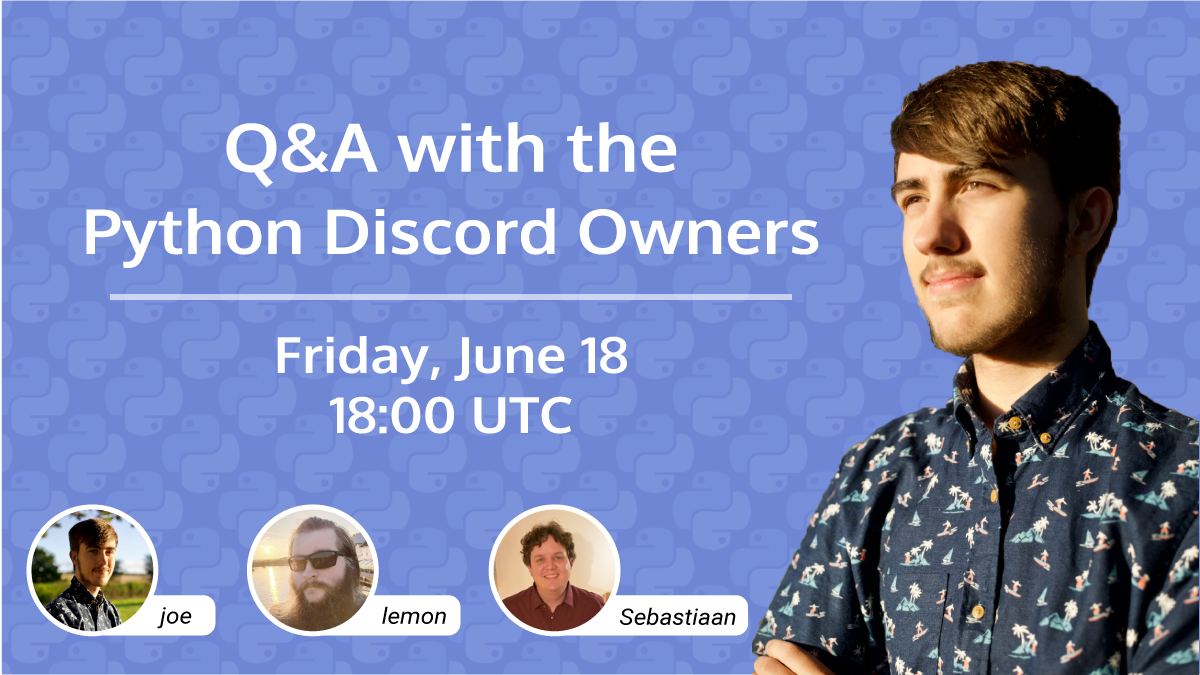 Q&A with the
Python Discord Owners
Friday, June 18
18:00 UTC
joe
lemon
Sebastiaan